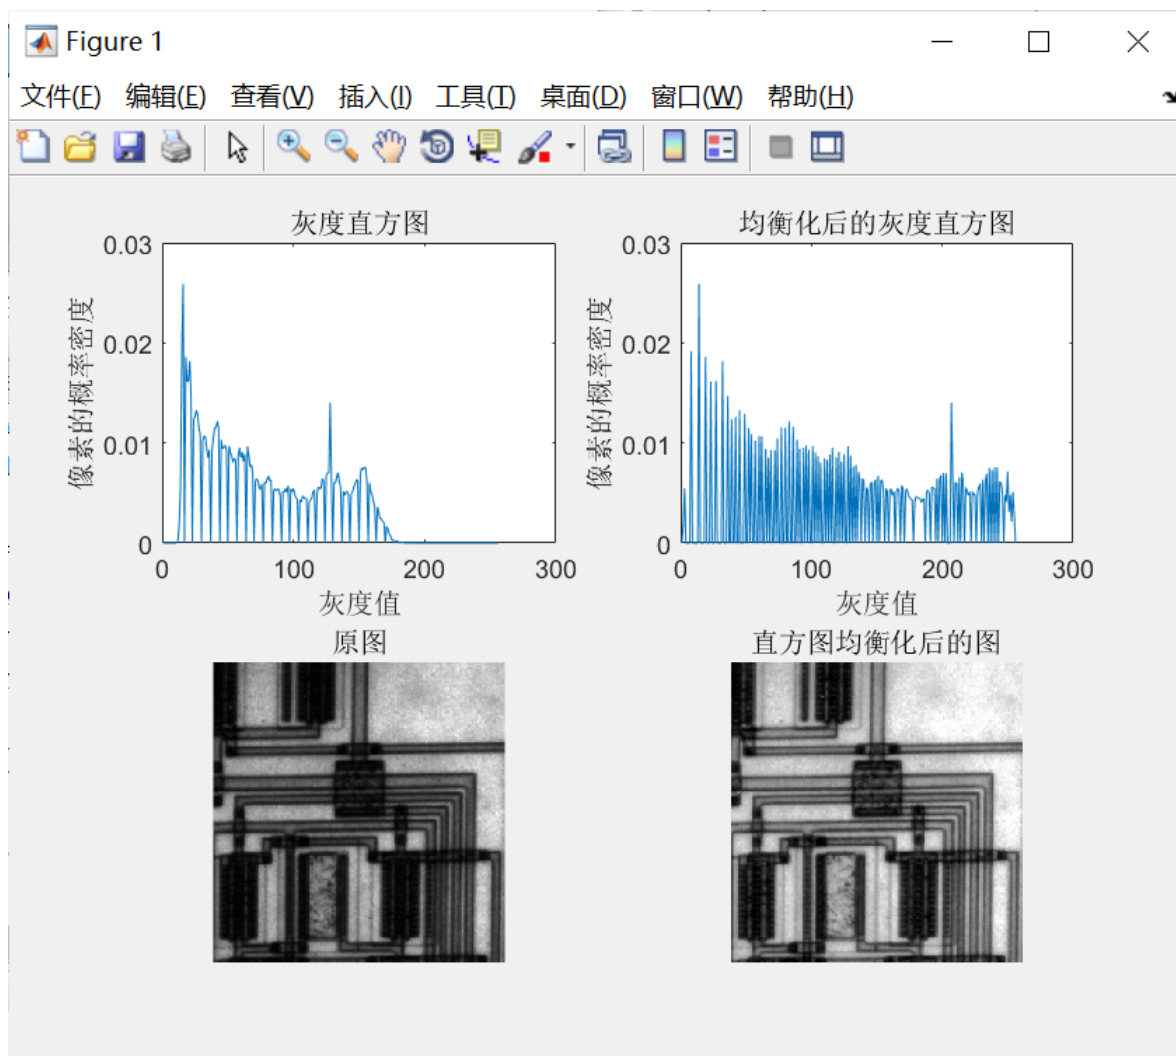 Figure 1
文件(F) 编辑(E) 查看(V) 插入(I) 工具(T) 桌面(D) 窗口(W) 帮助(H)
灰度直方图
0.03
0.02
0.01
0
像素的概率密度
0 100 200 300
灰度值
均衡化后的灰度直方图
0.03
0.02
0.01
0
像素的概率密度
0 100 200 300
灰度值
原图
直方图均衡化后的图